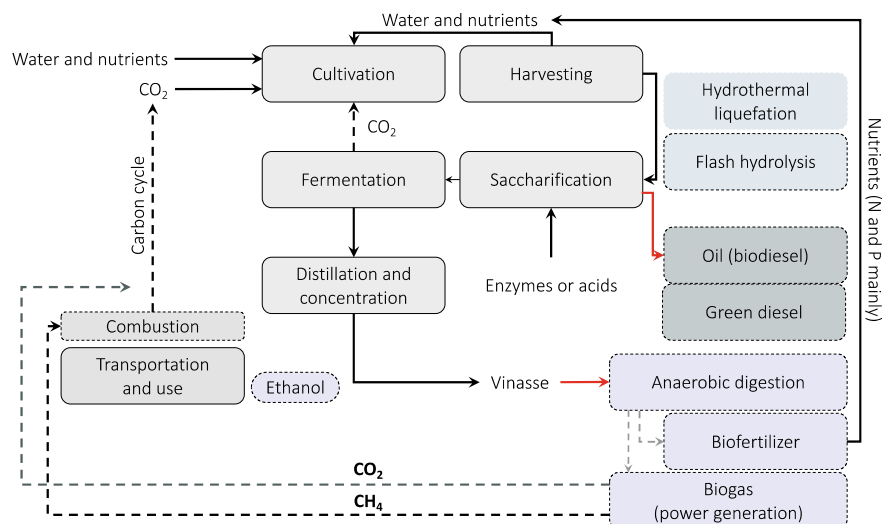 Water and nutrients
Water and nutrients
CO2
Cultivation
Harvesting
Hydrothermal
liquefation
CO2
Flash hydrolysis
Fermentation
Saccharification
Carbon cycle
Nutrients (N and P mainly)
Distillation and
concentration
Enzymes or acids
Oil (biodiesel)
Green diesel
Combustion
Transportation
and use
Ethanol
Vinasse
Anaerobic digestion
Biofertilizer
CO2
CH4
Biogas
(power generation)